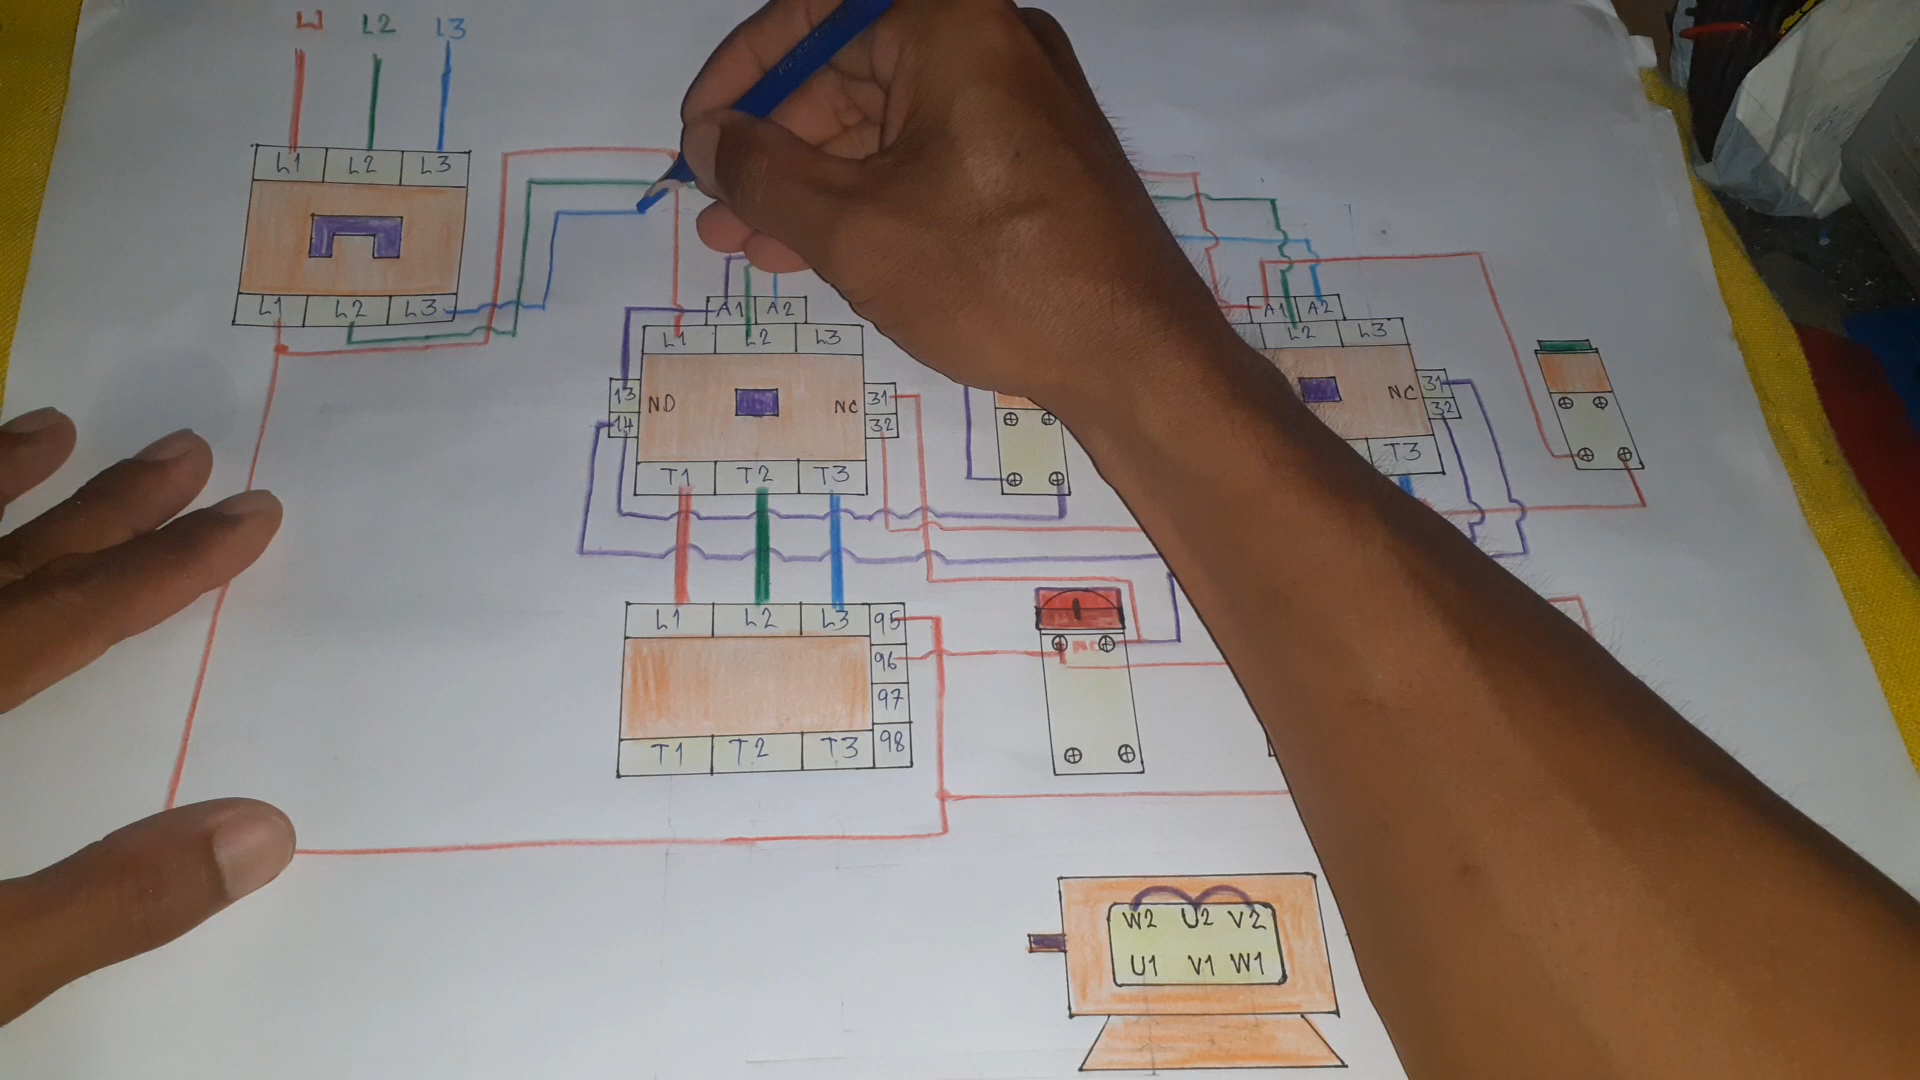 L1 L2 L3
L1 L2 L3
L1 L2 L3
A1 A2
L1 L2 L3
13 NO NC 31
14 32
T1 T2 T3
A1 A2
L2 L3
NC 31
32
T3
L1 L2 L3 95
96
97
T1 T2 T3 98
NC
W2 U2 V2
U1 V1 W1